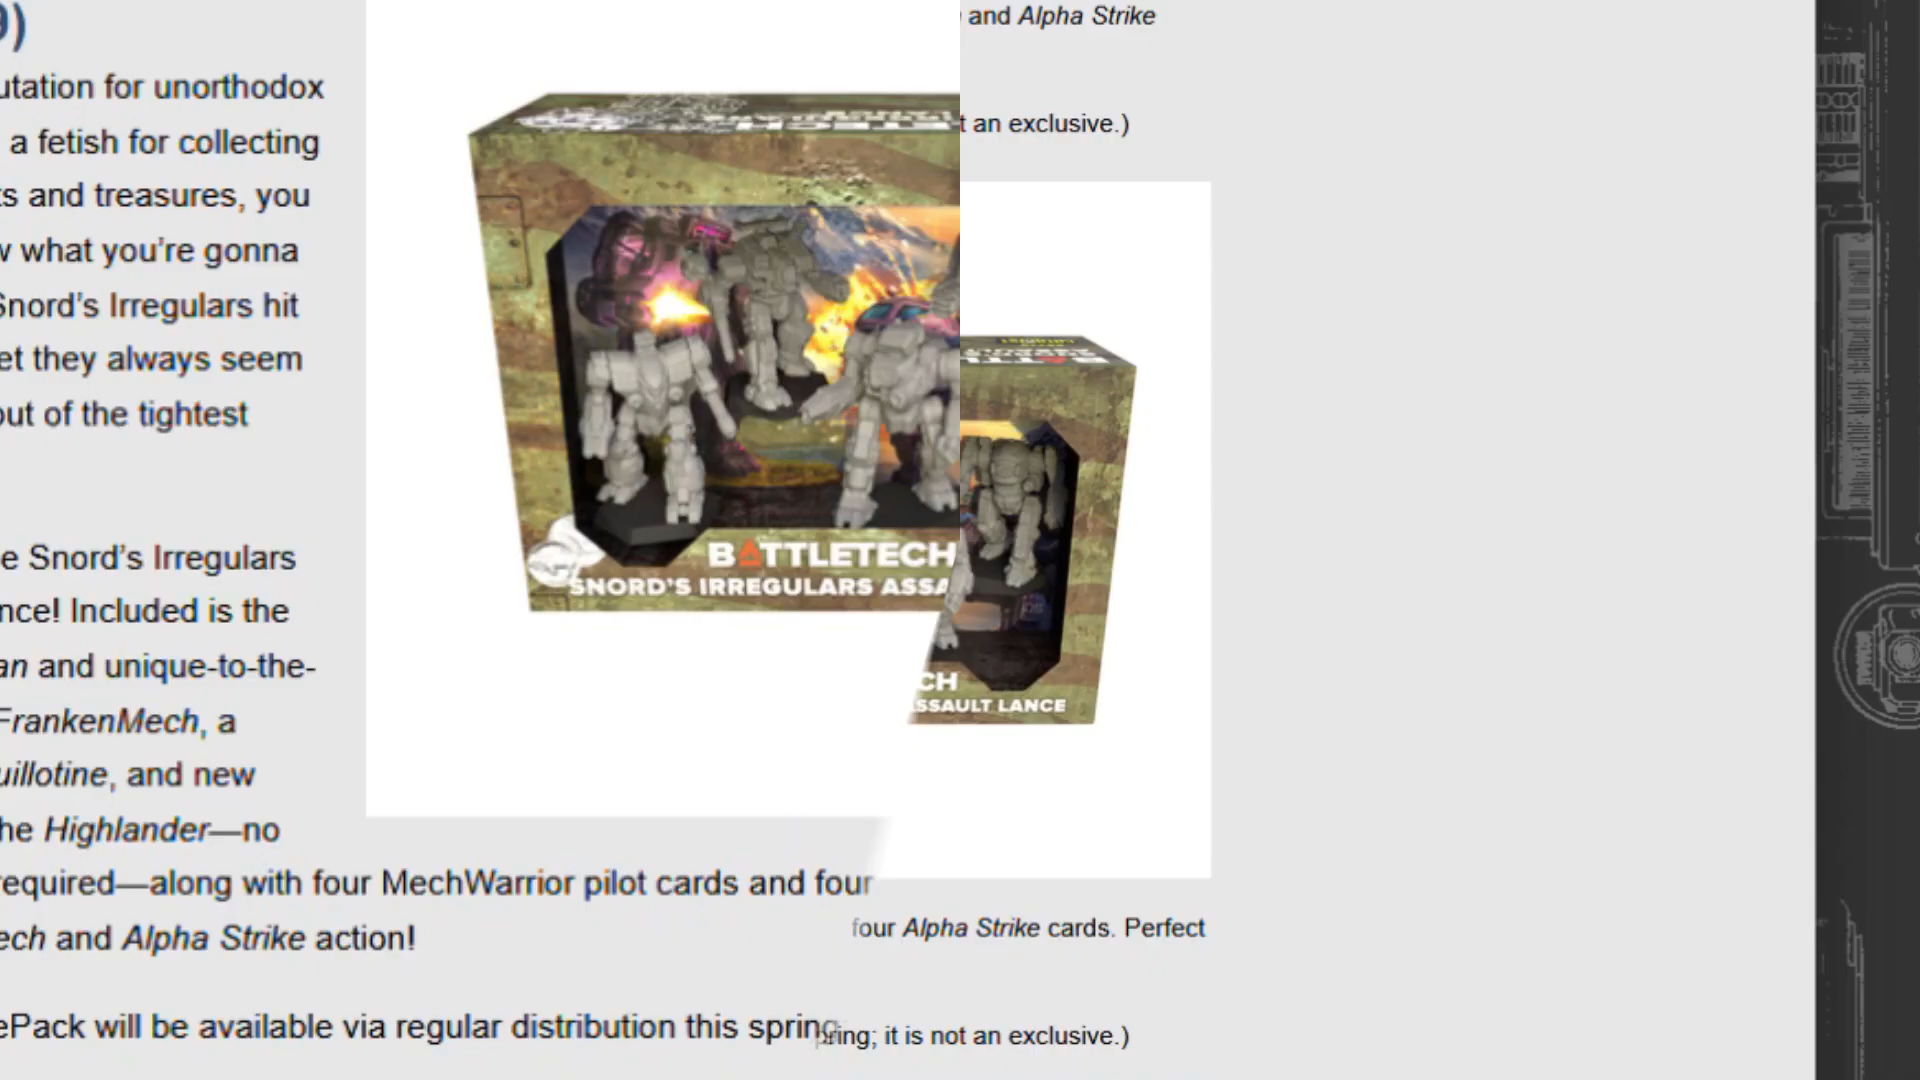 9)
and Alpha Strike
utation for unorthodox
t an exclusive.)
a fetish for collecting
ts and treasures, you
w what you're gonna
Snord's Irregulars hit
et they always seem
out of the tightest
BATTLETECH
SNORD'S IRREGULARS ASSA
e Snord's Irregulars
nce! Included is the
an and unique-to-the-
CH
SSAULT LANCE
FrankenMech, a
uillotine, and new
he Highlander—no
required—along with four MechWarrior pilot cards and four
four Alpha Strike cards. Perfect
ech and Alpha Strike action!
ePack will be available via regular distribution this spring
pring; it is not an exclusive.)